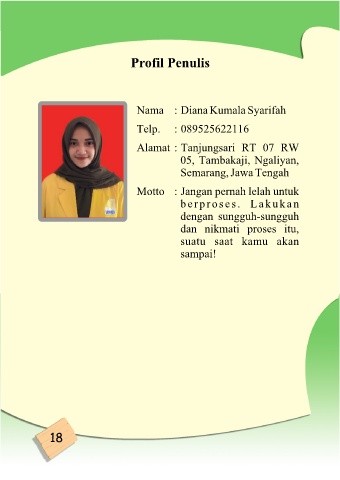 Profil Penulis
Nama : Diana Kumala Syarifah
Telp. : 089525622116
Alamat : Tanjungsari RT 07 RW
05, Tambakaji, Ngaliyan,
Semarang, Jawa Tengah
Motto : Jangan pernah lelah untuk
berproses. Lakukan
dengan sungguh-sungguh
dan nikmati proses itu,
suatu saat kamu akan
sampai!
18